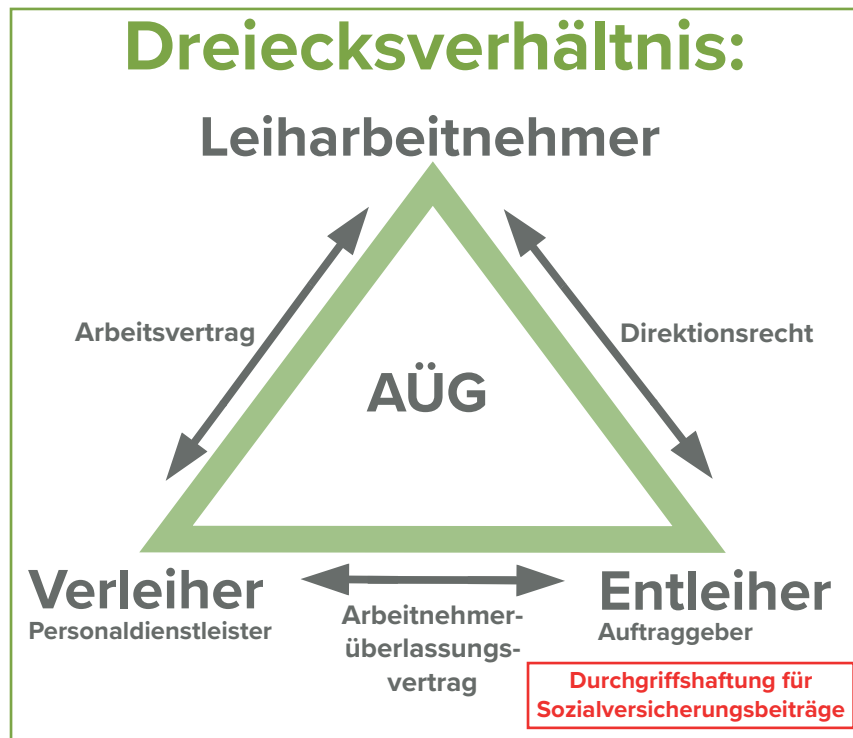 Dreiecksverhältnis:
Leiharbeitnehmer
Arbeitsvertrag
Direktionsrecht
AÜG
Verleiher
Personaldienstleister
Arbeitnehmer-
überlassungs-
vertrag
Entleiher
Auftraggeber
Durchgriffshaftung für
Sozialversicherungsbeiträge